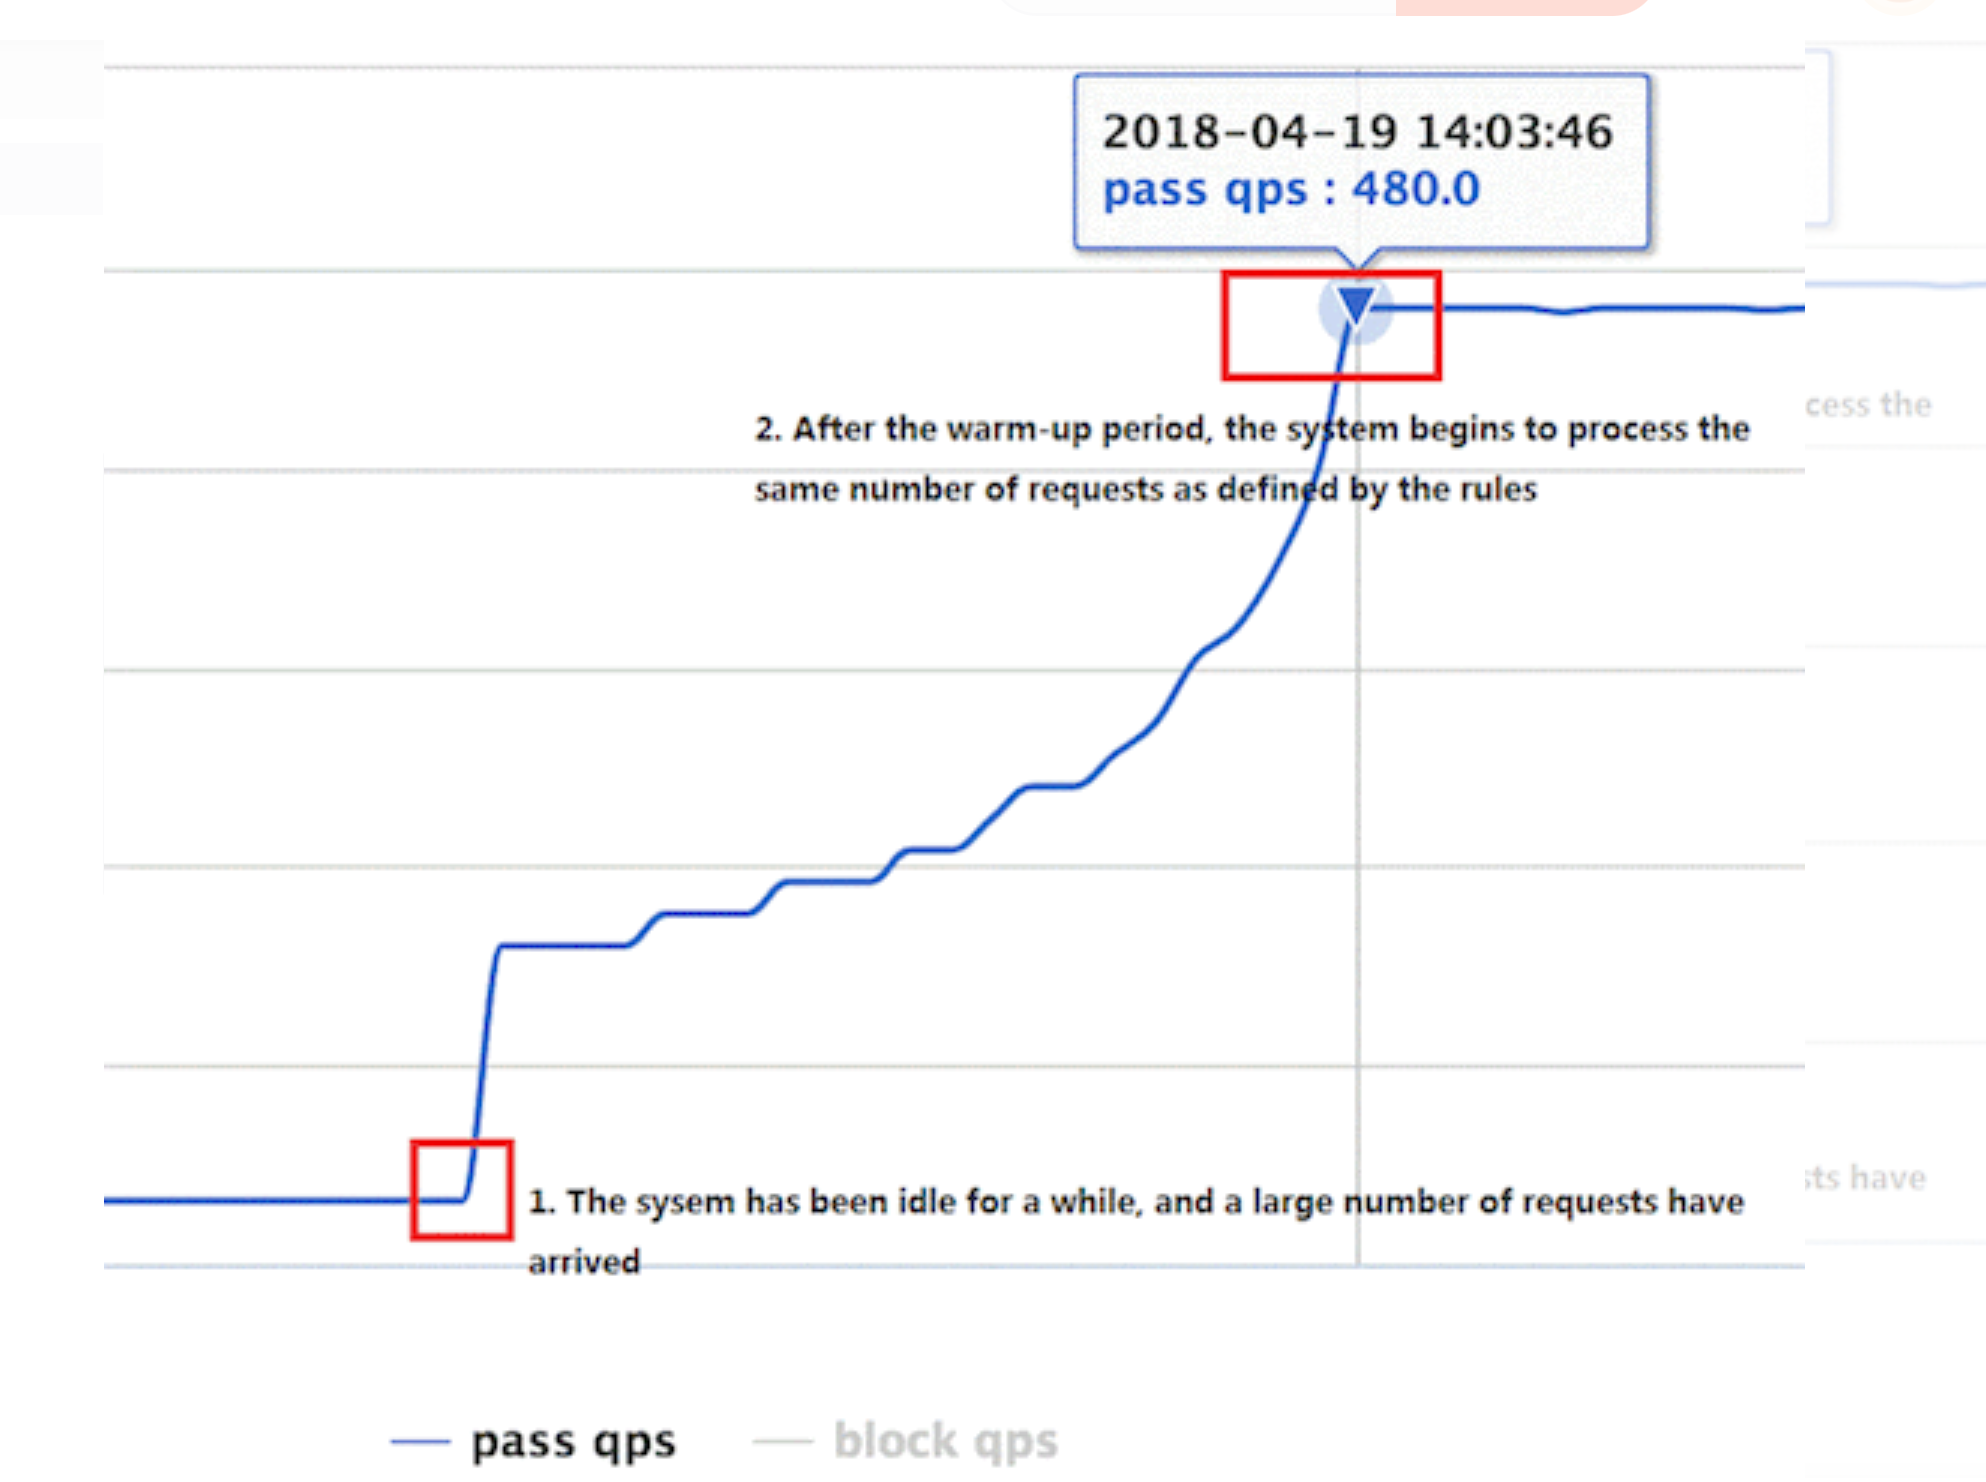 2018-04-19 14:03:46
pass qps : 480.0
2. After the warm-up period, the system begins to process the
cess the
same number of requests as defined by the rules
1. The sysem has been idle for a while, and a large number of requests have
sts have
arrived
pass qps
block qps